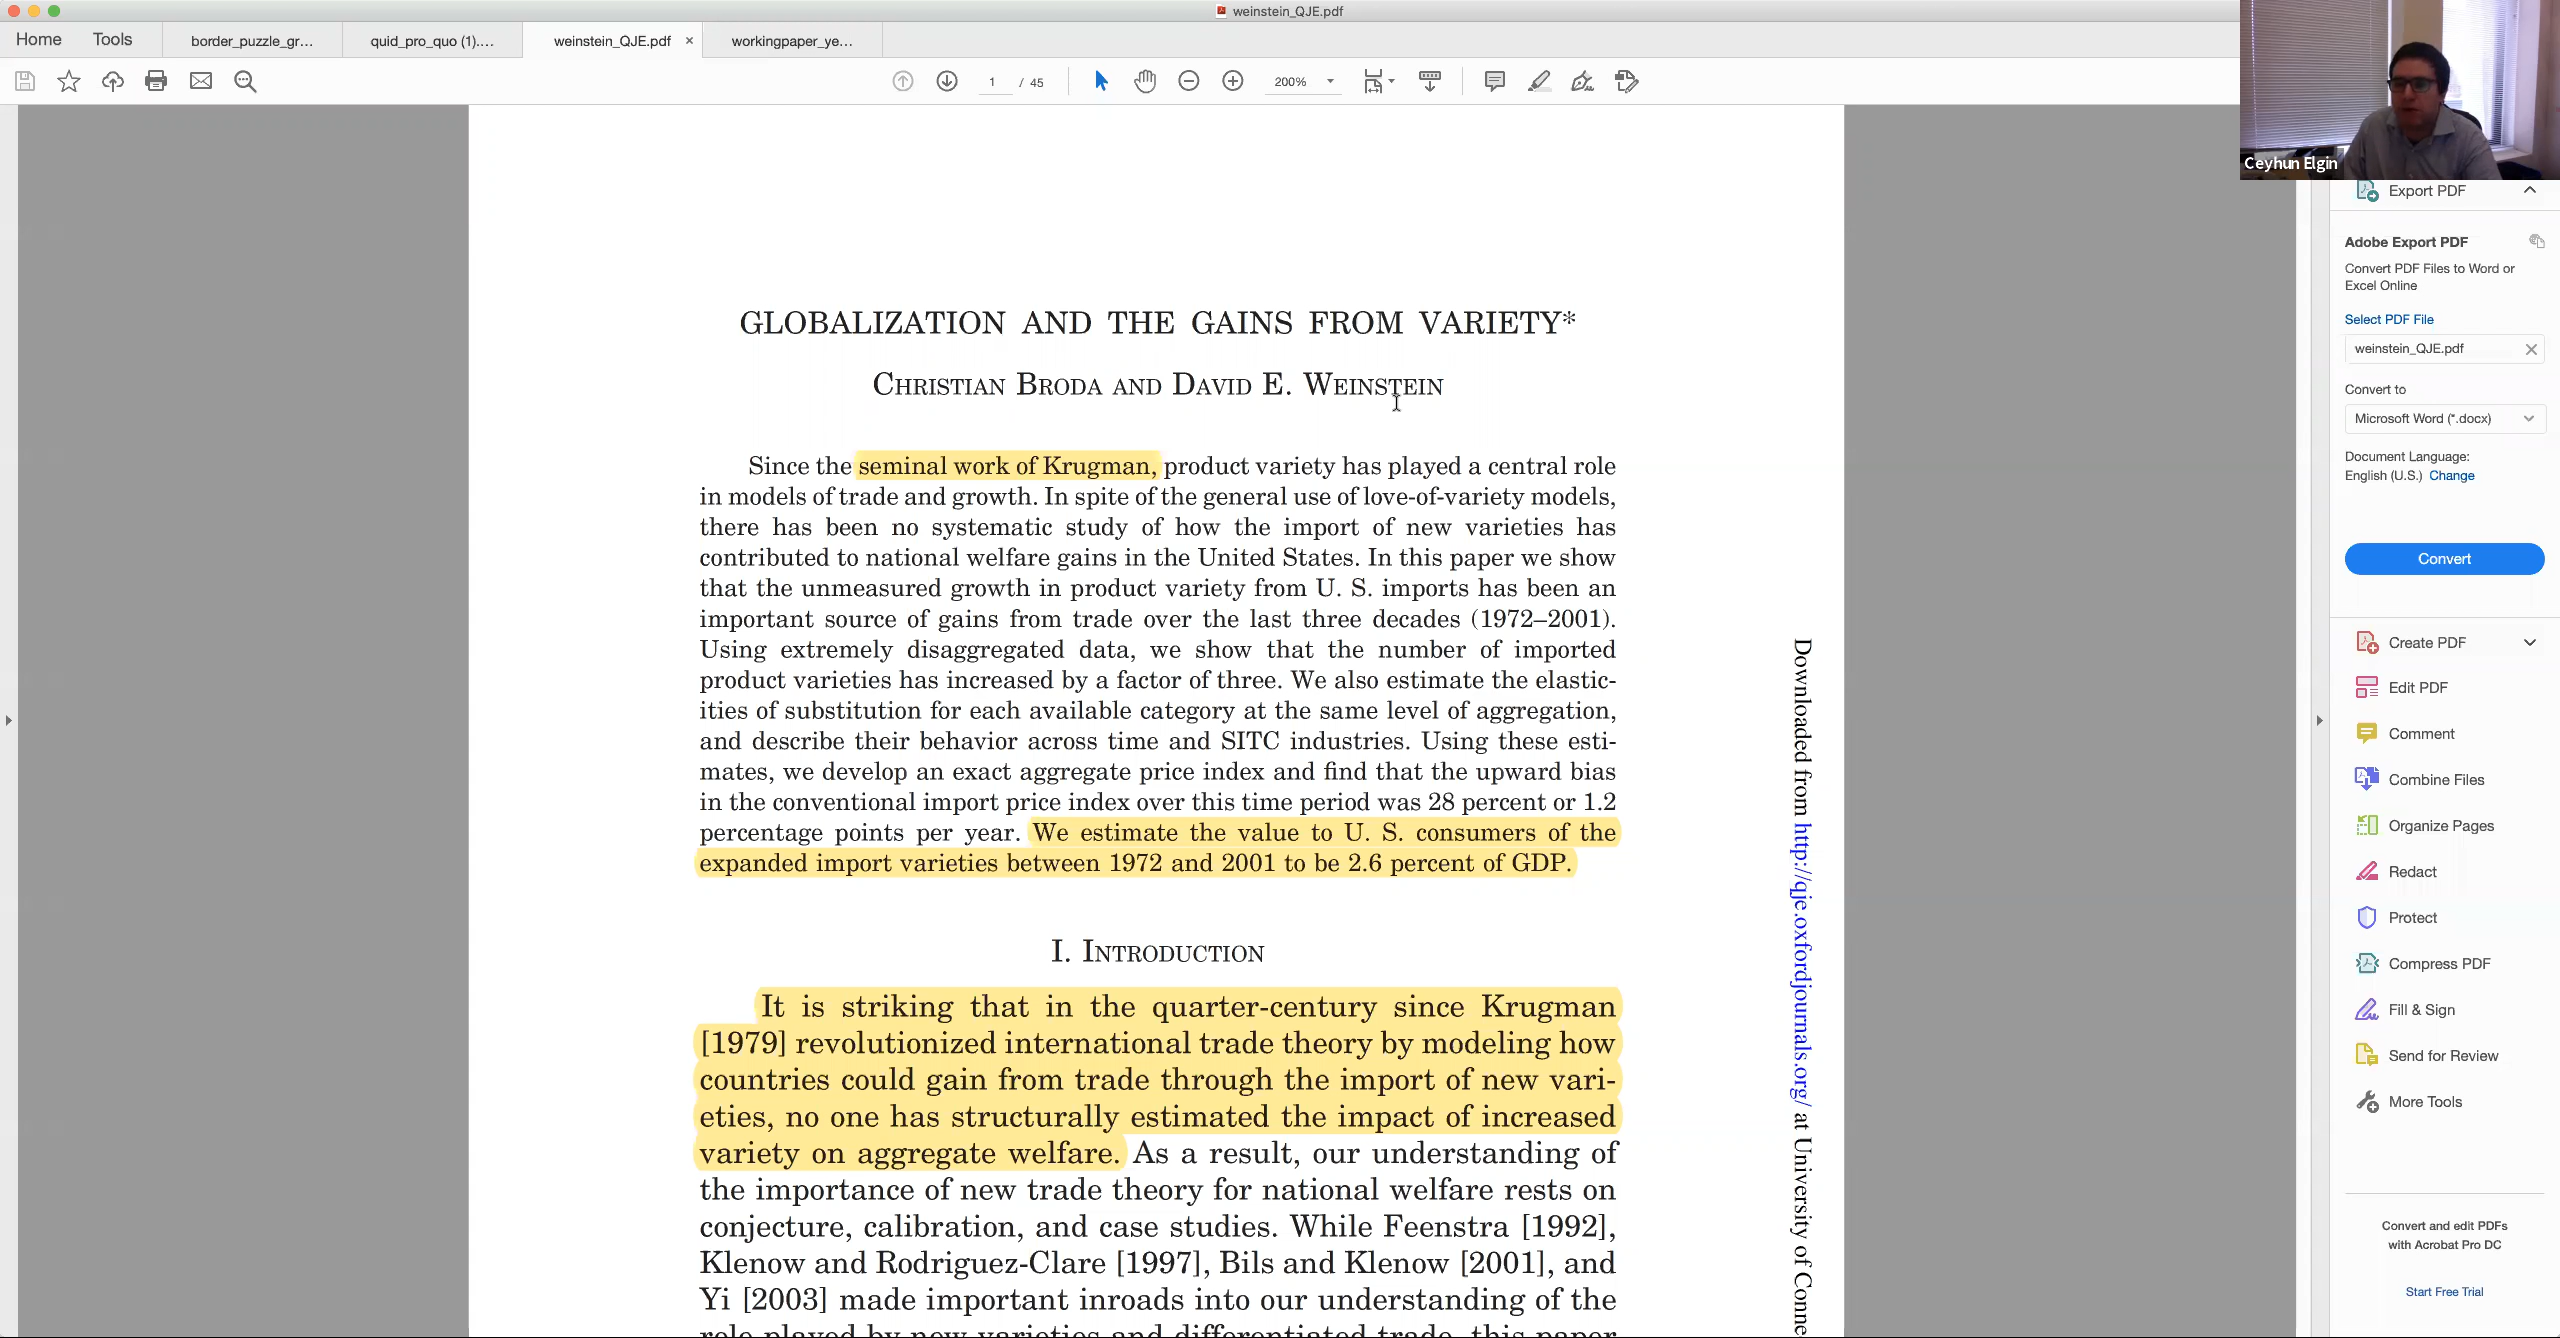 weinstein_QJE.pdf
Home
Tools
border_puzzle_gr...
quid_pro_quo (1)....
weinstein_QJE.pdf ×
workingpaper_ye...
1 / 45
200%
Ceyhun Elgin
GLOBALIZATION AND THE GAINS FROM VARIETY*
CHRISTIAN BRODA AND DAVID E. WEINSTEIN
Since the seminal work of Krugman, product variety has played a central role
in models of trade and growth. In spite of the general use of love-of-variety models,
there has been no systematic study of how the import of new varieties has
contributed to national welfare gains in the United States. In this paper we show
that the unmeasured growth in product variety from U. S. imports has been an
important source of gains from trade over the last three decades (1972–2001).
Using extremely disaggregated data, we show that the number of imported
product varieties has increased by a factor of three. We also estimate the elastic-
ities of substitution for each available category at the same level of aggregation,
and describe their behavior across time and SITC industries. Using these esti-
mates, we develop an exact aggregate price index and find that the upward bias
in the conventional import price index over this time period was 28 percent or 1.2
percentage points per year. We estimate the value to U. S. consumers of the
expanded import varieties between 1972 and 2001 to be 2.6 percent of GDP.
I. INTRODUCTION
It is striking that in the quarter-century since Krugman
[1979] revolutionized international trade theory by modeling how
countries could gain from trade through the import of new vari-
eties, no one has structurally estimated the impact of increased
variety on aggregate welfare. As a result, our understanding of
the importance of new trade theory for national welfare rests on
conjecture, calibration, and case studies. While Feenstra [1992],
Klenow and Rodriguez-Clare [1997], Bils and Klenow [2001], and
Yi [2003] made important inroads into our understanding of the
role played by new varieties and differentiated trade, this paper
Downloaded from http://qje.oxfordjournals.org/ at University of Conne
Export PDF
Adobe Export PDF
Convert PDF Files to Word or
Excel Online
Select PDF File
weinstein_QJE.pdf
Convert to
Microsoft Word (*.docx)
Document Language:
English (U.S.) Change
Convert
Create PDF
Edit PDF
Comment
Combine Files
Organize Pages
Redact
Protect
Compress PDF
Fill & Sign
Send for Review
More Tools
Convert and edit PDFs
with Acrobat Pro DC
Start Free Trial